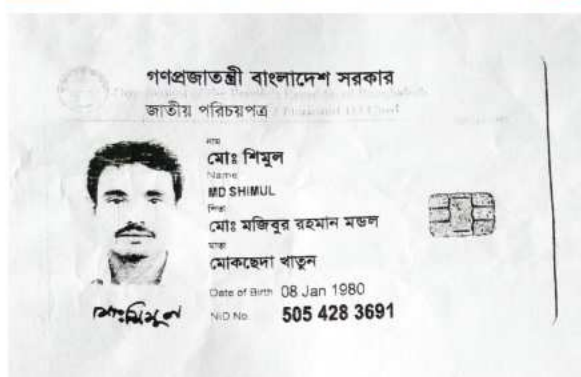 গণপ্রজাতন্ত্রী বাংলাদেশ সরকার
জাতীয় পরিচয়পত্র
নাম
মোঃ শিমুল
Name
MD SHIMUL
পিতা
মোঃ মজিবুর রহমান মন্ডল
মাতা
মোকছেদা খাতুন
Date of Birth 08 Jan 1980
NID No. 505 428 3691
মোঃ শিমুল